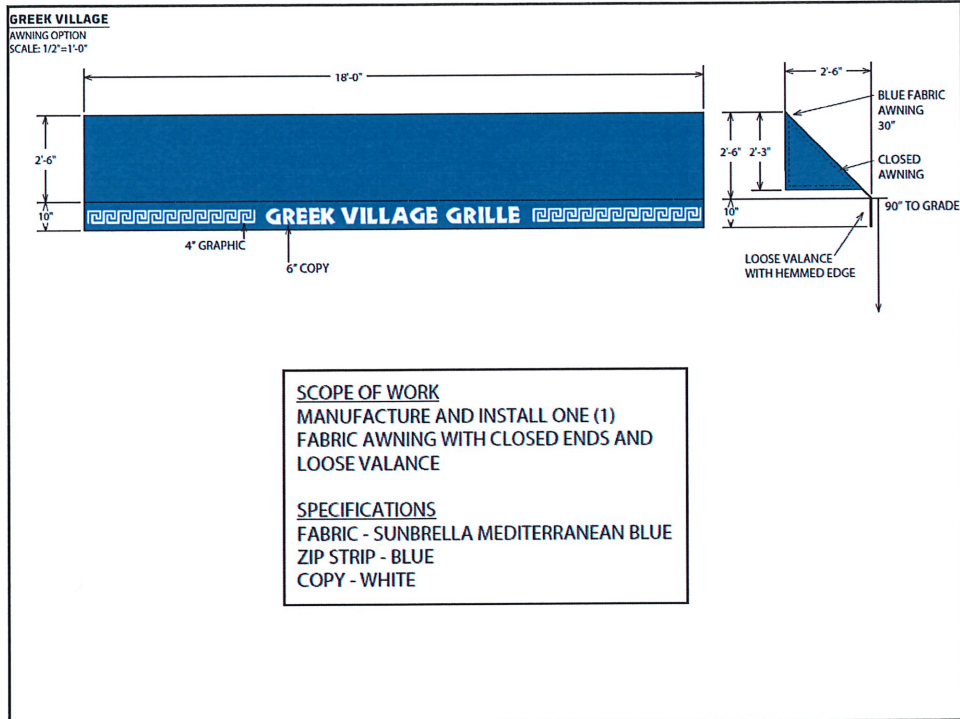 GREEK VILLAGE
AWNING OPTION
SCALE: 1/2"=1'-0"
18'-0"
2'-6"
10"
GREEK VILLAGE GRILLE
4" GRAPHIC
6" COPY
2'-6"
BLUE FABRIC
AWNING
30"
2'-6"
2'-3"
CLOSED
AWNING
10"
90" TO GRADE
LOOSE VALANCE
WITH HEMMED EDGE
SCOPE OF WORK
MANUFACTURE AND INSTALL ONE (1)
FABRIC AWNING WITH CLOSED ENDS AND
LOOSE VALANCE
SPECIFICATIONS
FABRIC - SUNBRELLA MEDITERRANEAN BLUE
ZIP STRIP - BLUE
COPY - WHITE